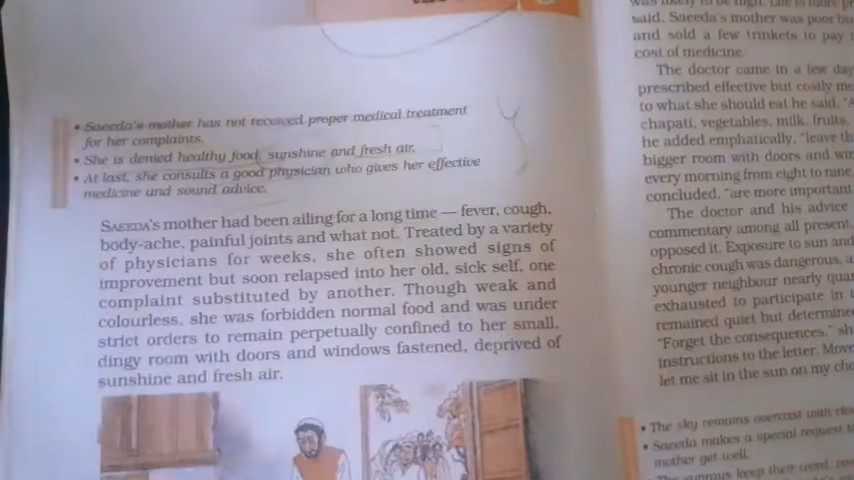 • Saeeda's mother has not received proper medical treatment
for her complaints.
• She is denied healthy food, sunshine and fresh air.
• At last, she consults a good physician who gives her effective
medicine and sound advice.
SAEEDA'S mother had been ailing for a long time — fever, cough,
body-ache, painful joints and what not. Treated by a variety
of physicians for weeks, she often showed signs of
improvement but soon relapsed into her old, sick self, one
complaint substituted by another. Though weak and
colourless, she was forbidden normal food and was under
strict orders to remain perpetually confined to her small,
dingy room with doors and windows fastened, deprived of
sunshine and fresh air.
said. Saeeda's mother was poor
and sold a few trinkets to pay
cost of medicine.
The doctor came in a few
prescribed effective but costly
to what she should eat he said,
chapati, vegetables, milk, fruits.
he added emphatically, "leave
bigger room with doors and
every morning from eight to
concluded, "are more important
The doctor and his advice
commentary among all present.
opposed it. Exposure to sun and
chronic cough was dangerous,
younger neighbour nearly
exhausted to participate in
remained quiet but
"Forget the consequences,"
instructions to the letter.
let me sit in the sun on my
• The sky remains overcast with
• Saeeda makes a special request
mother get well.
keep their word,